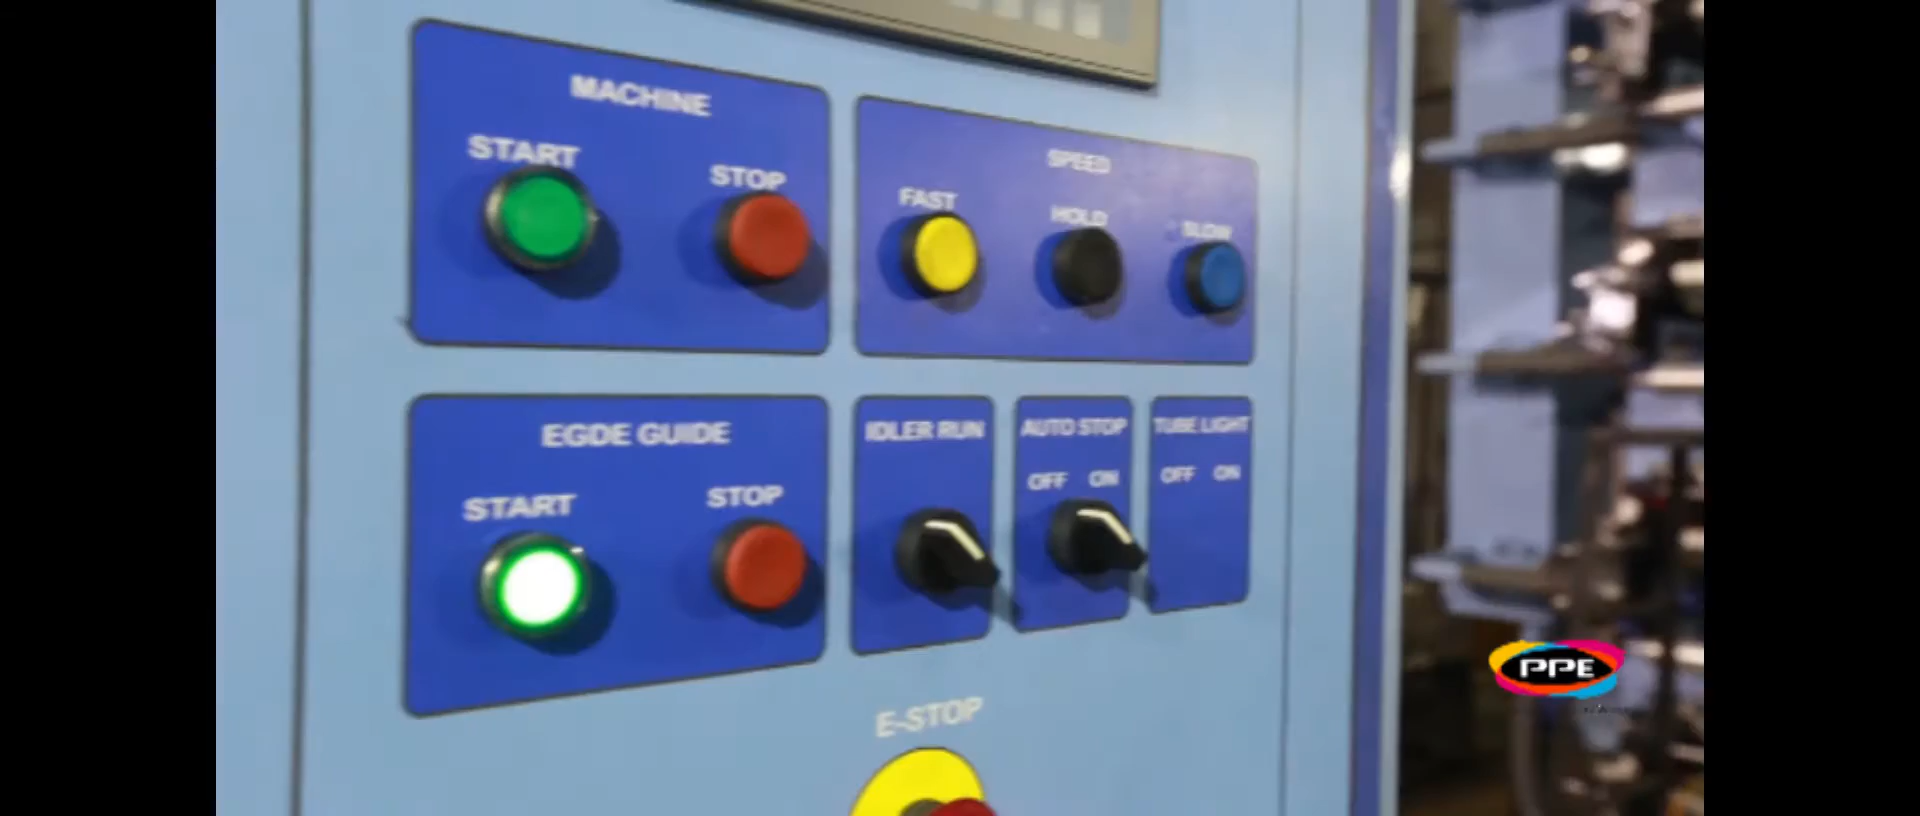 MACHINE
START STOP
SPEED
FAST HOLD SLOW
EGDE GUIDE
START STOP
IDLER RUN
AUTO STOP
OFF ON
TUBE LIGHT
OFF ON
E-STOP
PPE